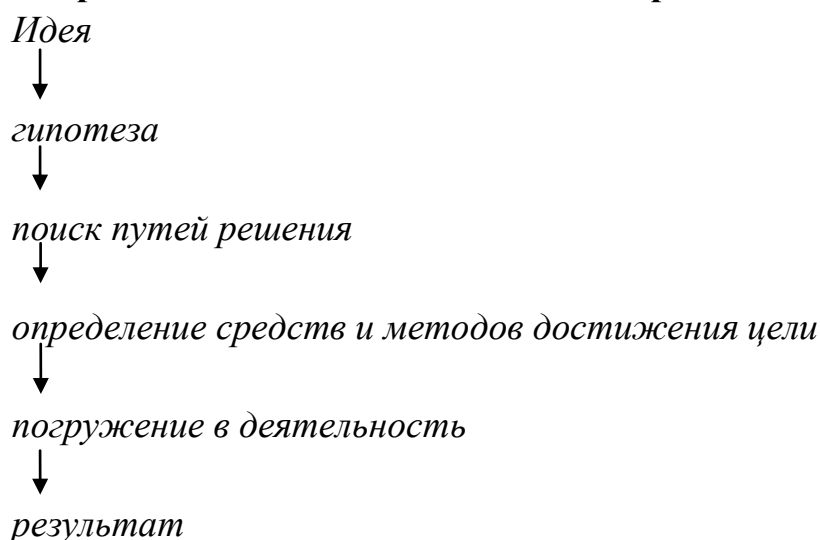 Идея
гипотеза
поиск путей решения
определение средств и методов достижения цели
погружение в деятельность
результат